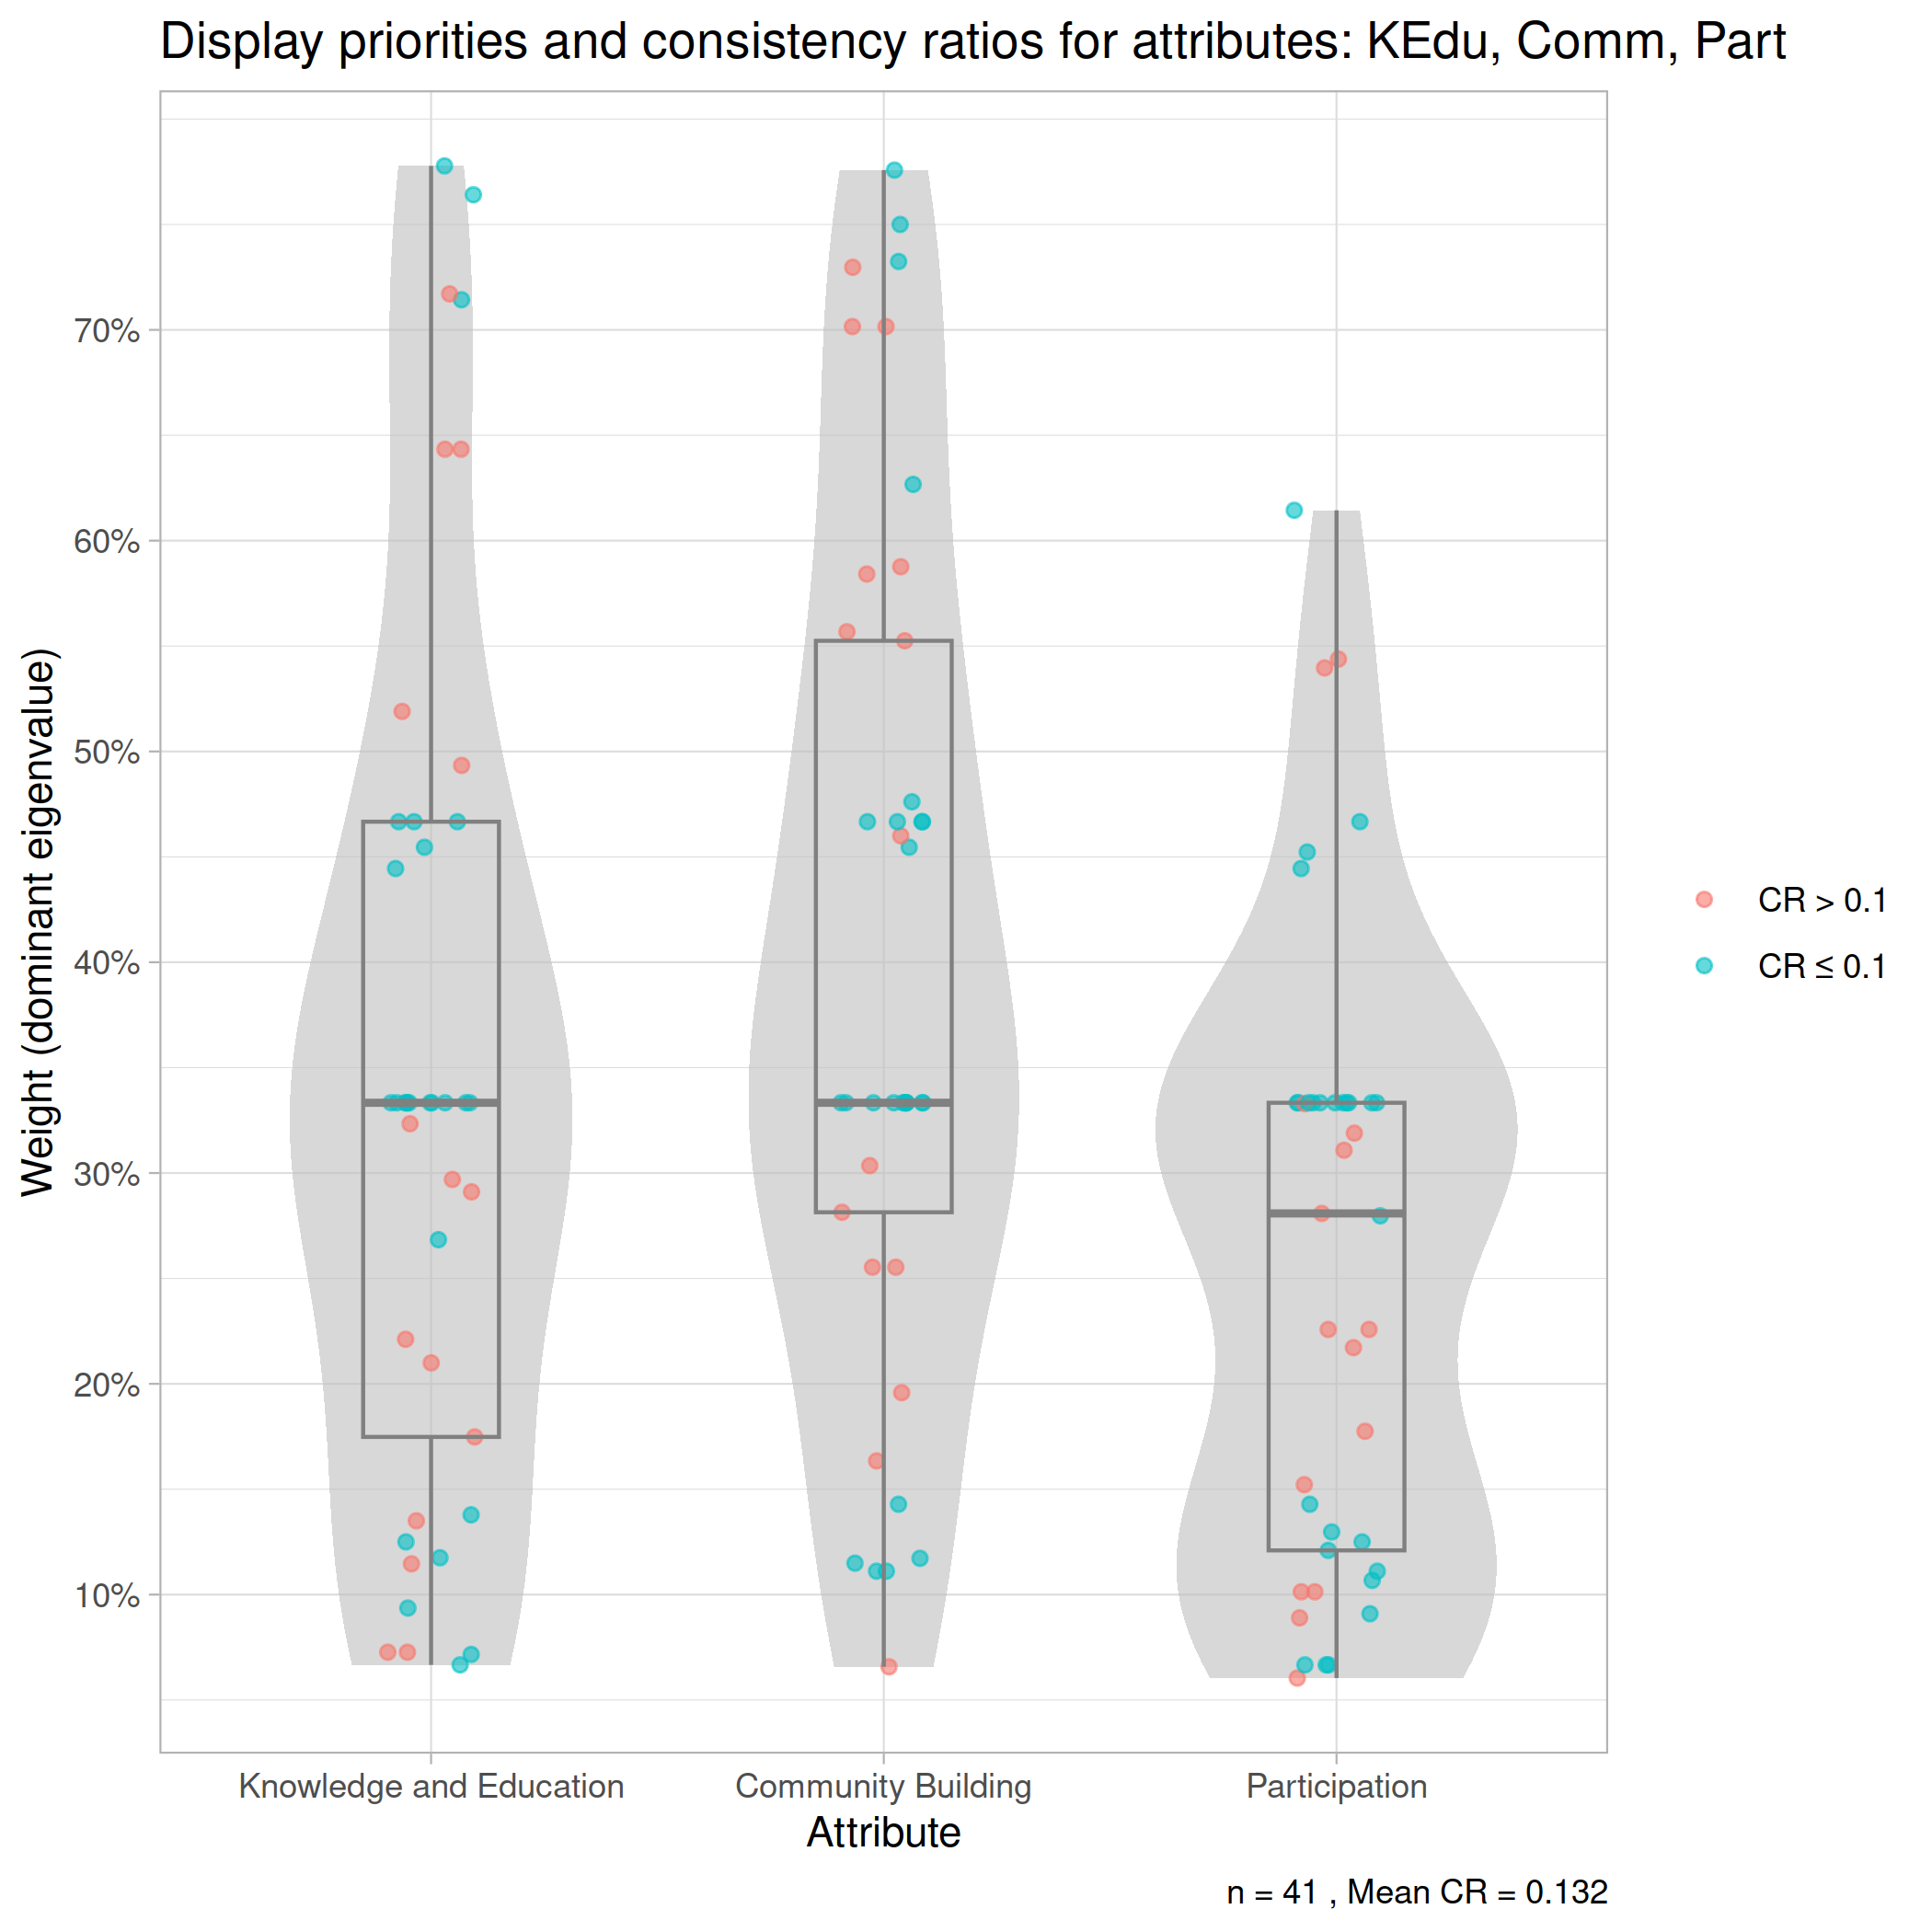 Display priorities and consistency ratios for attributes: KEdu, Comm, Part
Weight (dominant eigenvalue)
70%
60%
50%
40%
30%
20%
10%
CR > 0.1
CR ≤ 0.1
Knowledge and Education
Community Building
Participation
Attribute
n = 41 , Mean CR = 0.132